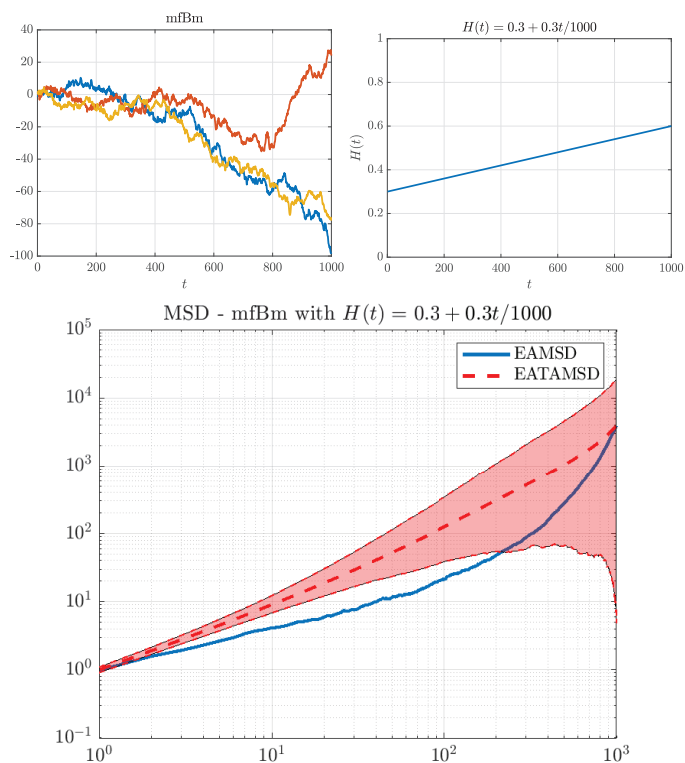 mfBm
40
20
0
-20
-40
-60
-80
-100
0 200 400 600 800 1000
t
H(t) = 0.3 + 0.3t/1000
1
0.8
0.6
0.4
0.2
0
H(t)
0 200 400 600 800 1000
t
MSD - mfBm with H(t) = 0.3 + 0.3t/1000
EAMSD
EATAMSD
10^5
10^4
10^3
10^2
10^1
10^0
10^-1
10^0 10^1 10^2 10^3